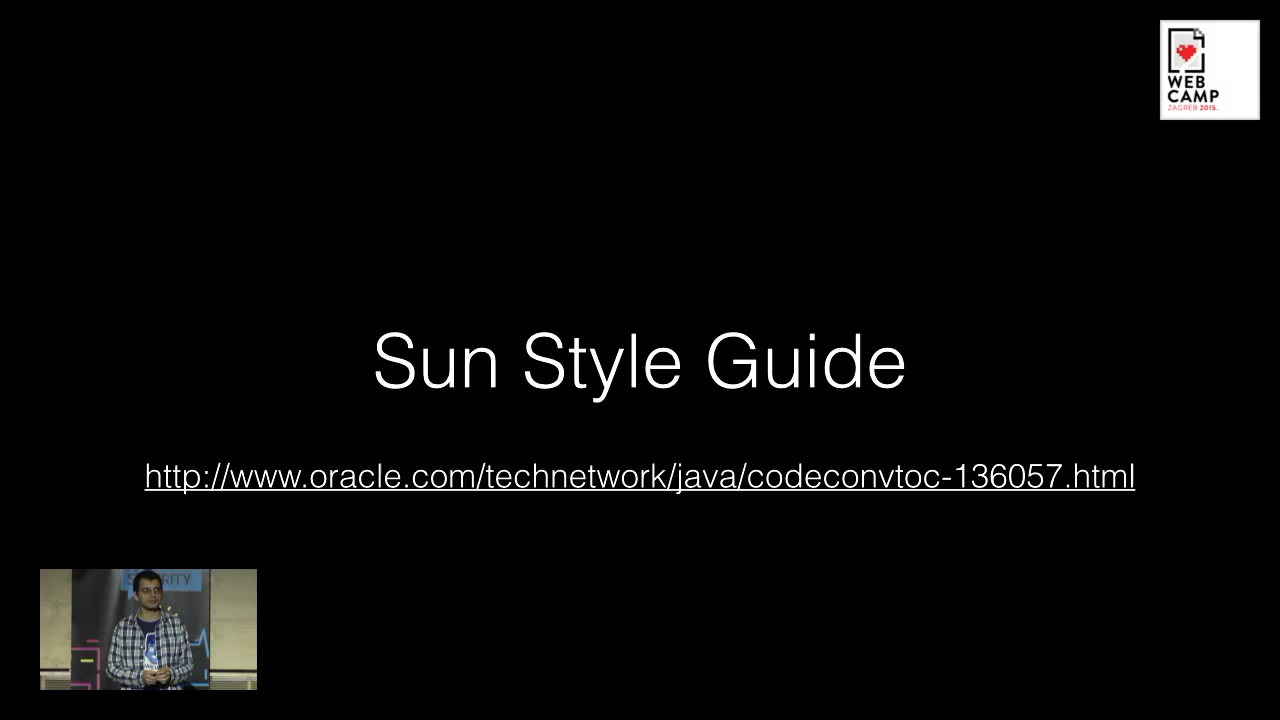 WEB
CAMP
ZAGREB 2015.
Sun Style Guide
http://www.oracle.com/technetwork/java/codeconvtoc-136057.html